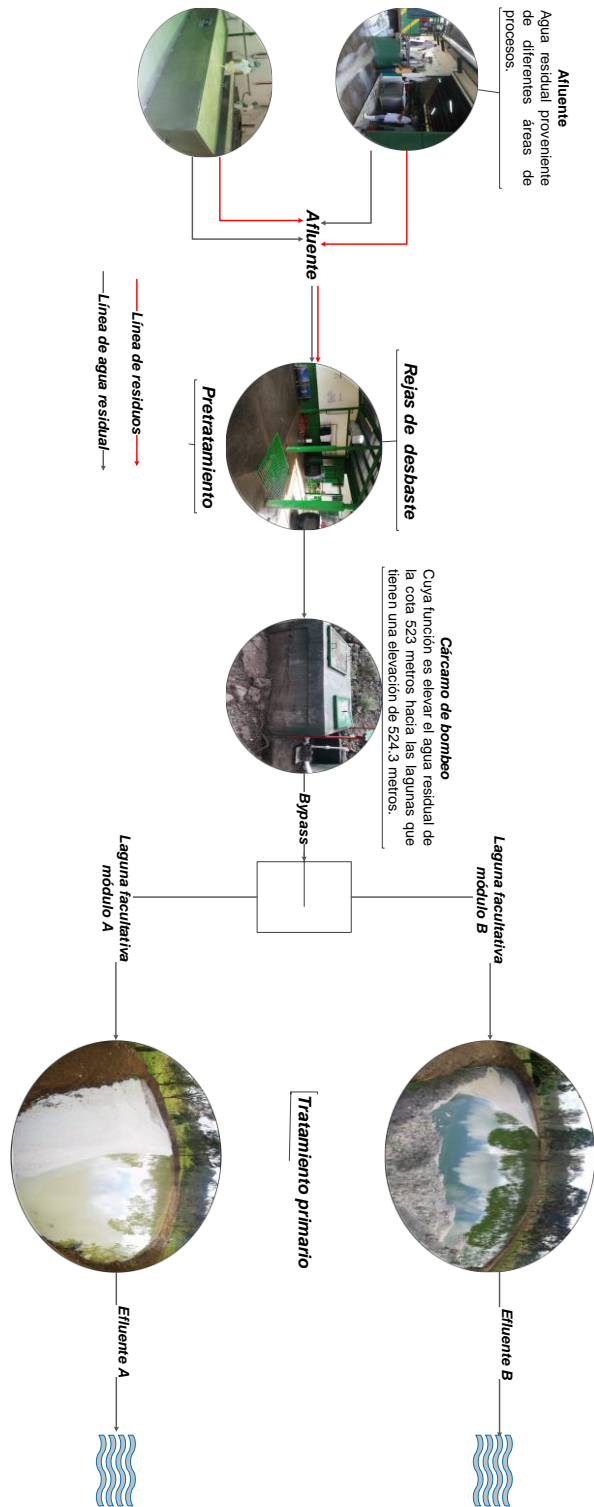 Afluente
Agua residual proveniente
de diferentes áreas de
procesos.
Afluente
Línea de residuos
Línea de agua residual
Rejas de desbaste
Pretratamiento
Cárcamo de bombeo
Cuya función es elevar el agua residual de
la cota 523 metros hacia las lagunas que
tienen una elevación de 524.3 metros.
Bypass
Laguna facultativa
módulo B
Laguna facultativa
módulo A
Tratamiento primario
Efluente B
Efluente A